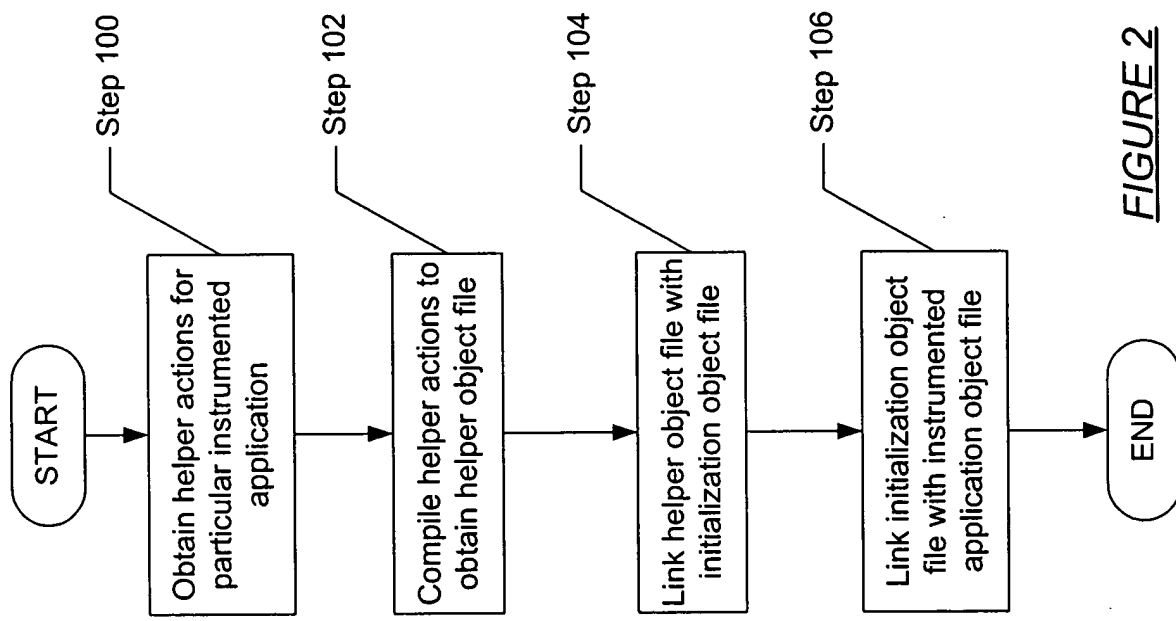 START
Obtain helper actions for
particular instrumented
application
Step 100
Compile helper actions to
obtain helper object file
Step 102
Link helper object file with
initialization object file
Step 104
Link initialization object
file with instrumented
application object file
Step 106
END
FIGURE 2